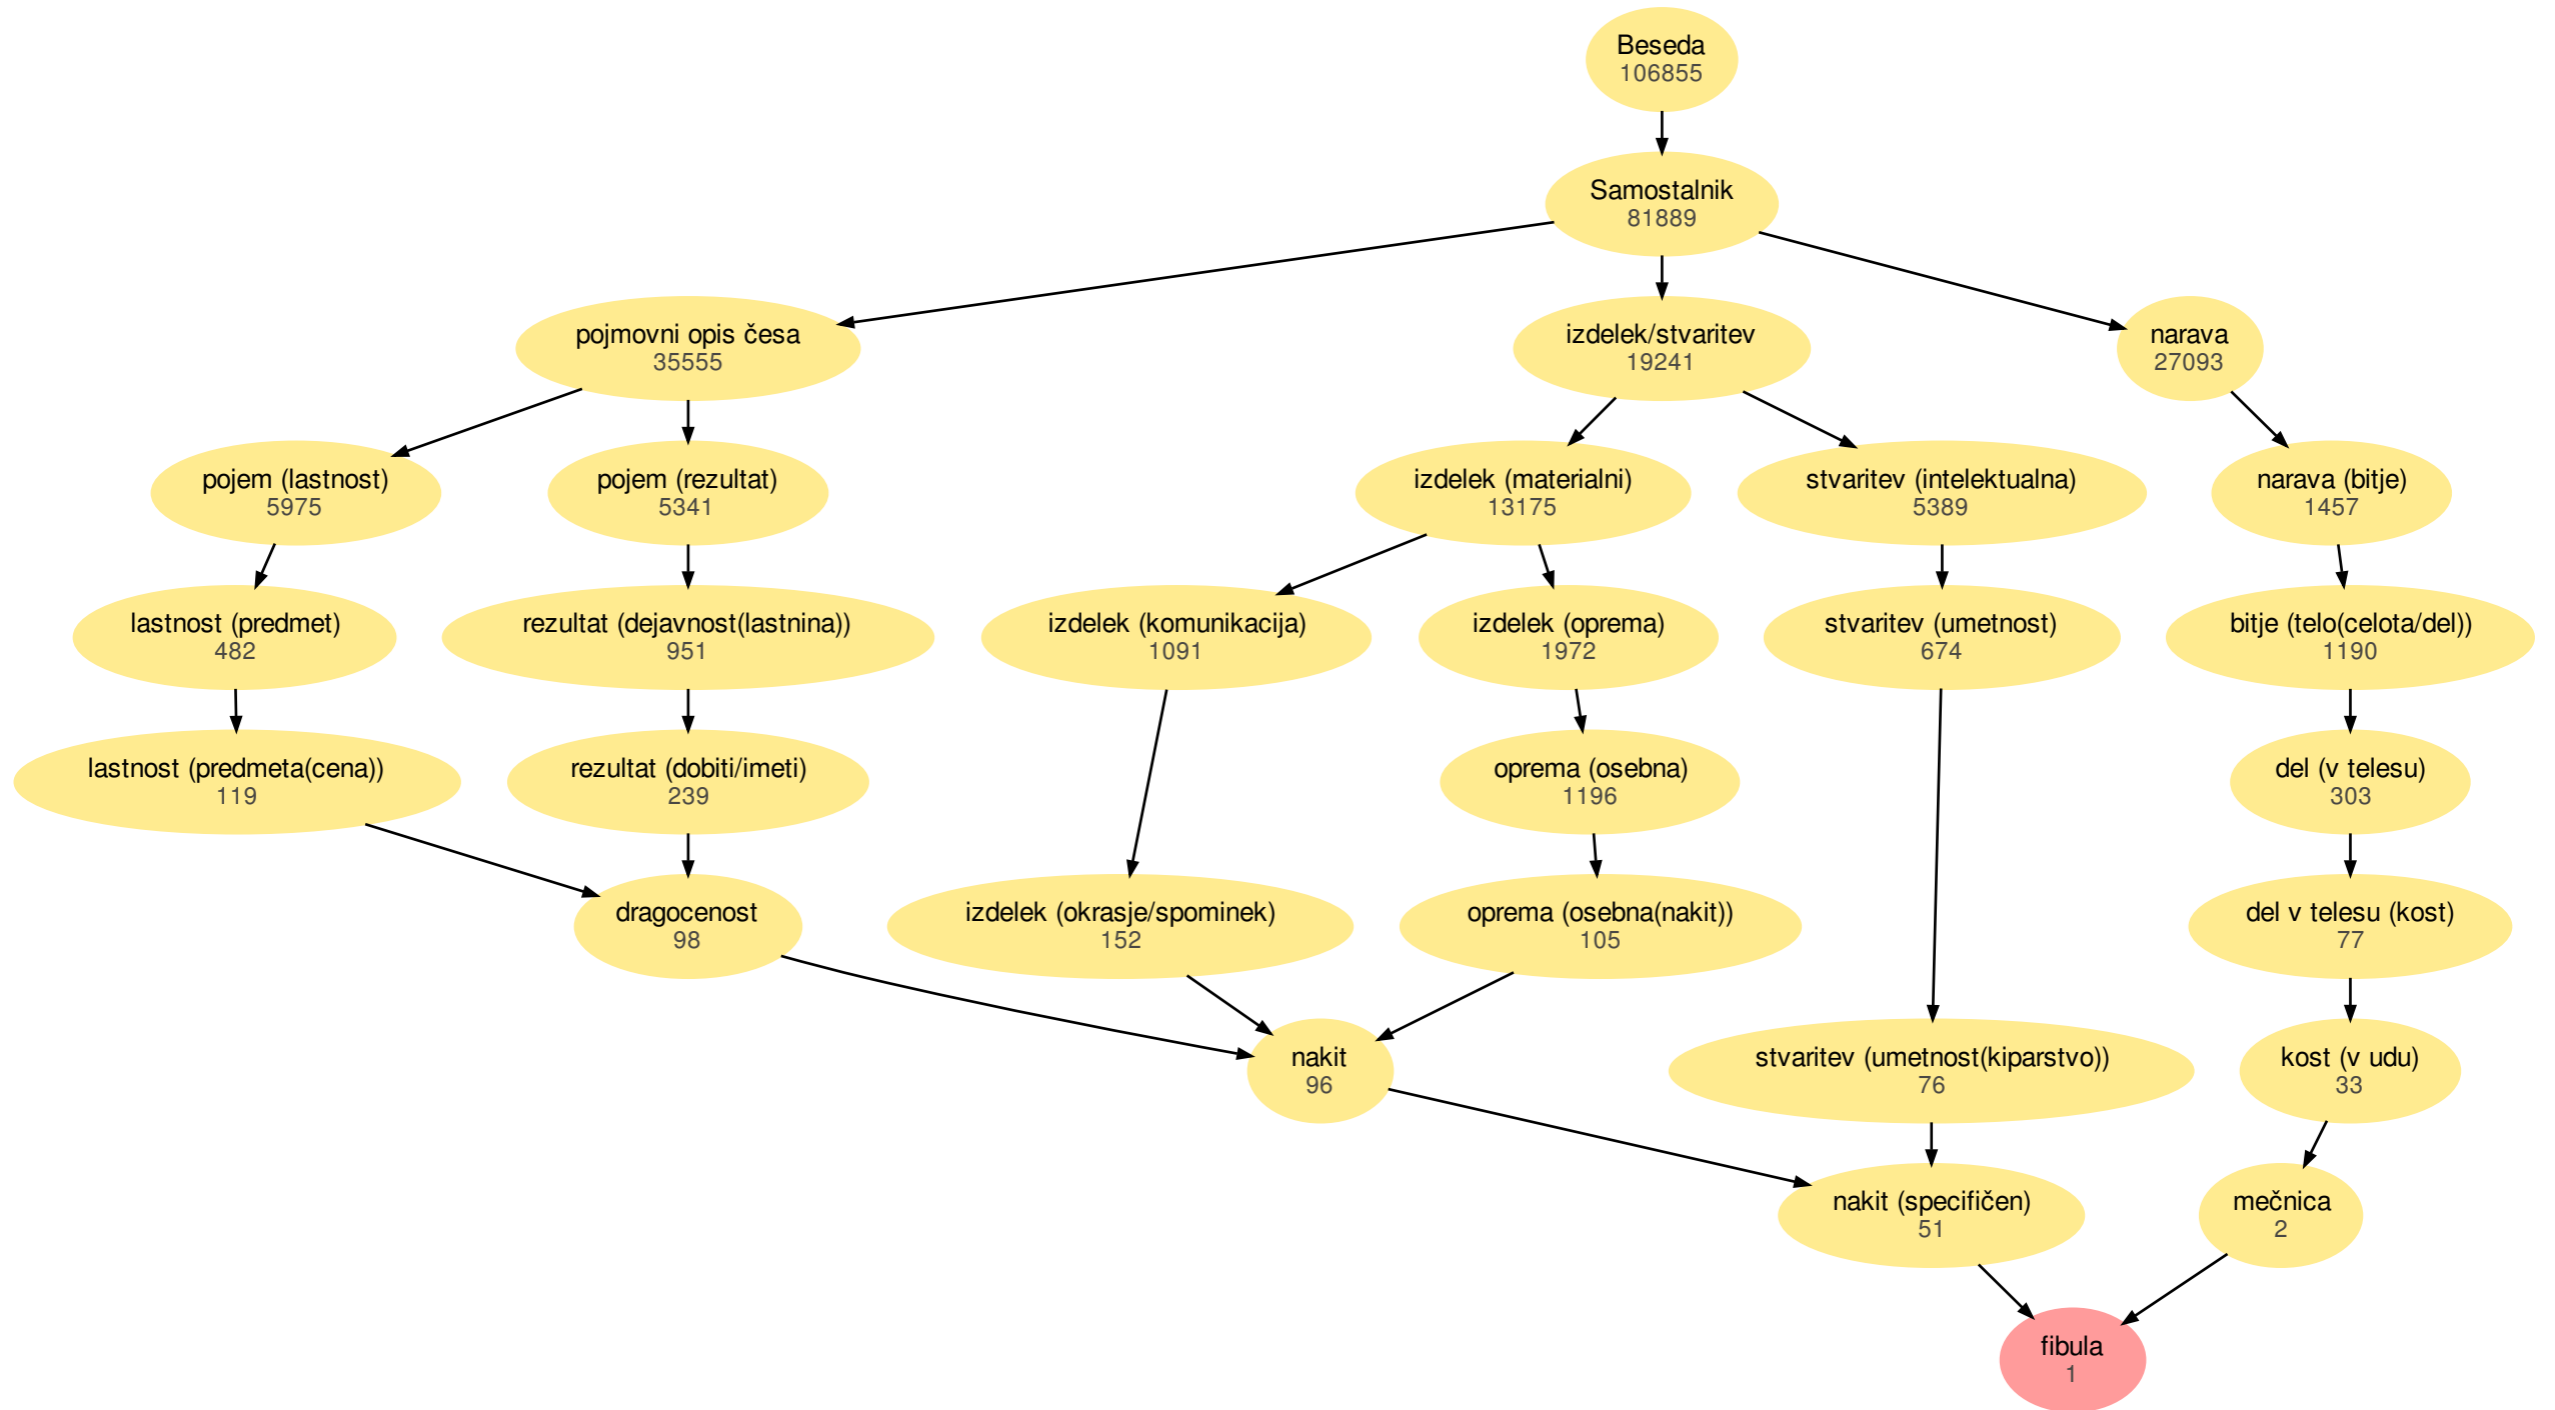 Beseda
106855
Samostalnik
81889
pojmovni opis česa
35555
izdelek/stvaritev
19241
narava
27093
pojem (lastnost)
5975
pojem (rezultat)
5341
izdelek (materialni)
13175
stvaritev (intelektualna)
5389
narava (bitje)
1457
lastnost (predmet)
482
rezultat (dejavnost(lastnina))
951
izdelek (komunikacija)
1091
izdelek (oprema)
1972
stvaritev (umetnost)
674
bitje (telo(celota/del))
1190
lastnost (predmeta(cena))
119
rezultat (dobiti/imeti)
239
oprema (osebna)
1196
del (v telesu)
303
dragocenost
98
izdelek (okrasje/spominek)
152
oprema (osebna(nakit))
105
del v telesu (kost)
77
nakit
96
stvaritev (umetnost(kiparstvo))
76
kost (v udu)
33
nakit (specifičen)
51
mečnica
2
fibula
1